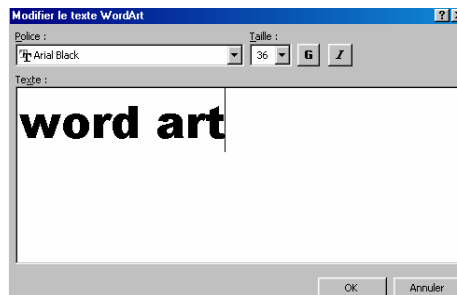 Modifier le texte WordArt
Police : Taille :
Arial Black 36 G I
Texte :
word art
OK Annuler